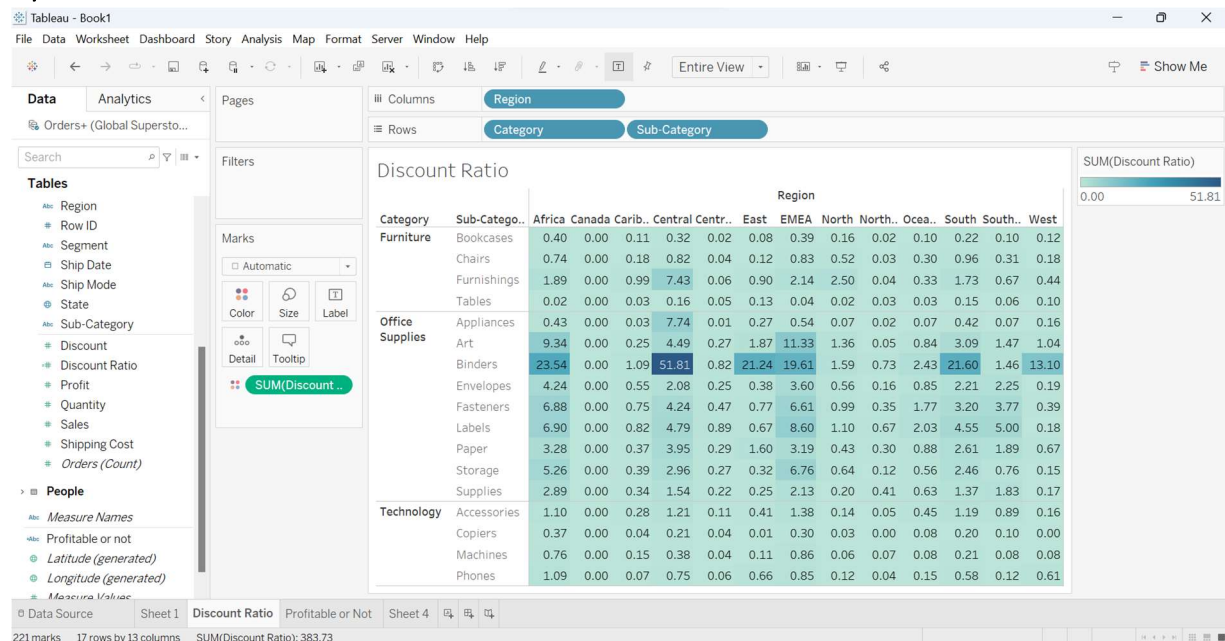 Tableau - Book1
File Data Worksheet Dashboard Story Analysis Map Format Server Window Help
Entire View Show Me
Data Analytics Pages iii Columns Region
Orders+ (Global Supersto... Rows Category Sub-Category
Search Filters Discount Ratio SUM(Discount Ratio)
Tables Region 0.00 51.81
Category Sub-Catego.. Africa Canada Carib.. Central Centr.. East EMEA North North.. Ocea.. South South.. West
Abc Region Furniture Bookcases 0.40 0.00 0.11 0.32 0.02 0.08 0.39 0.16 0.02 0.10 0.22 0.10 0.12
# Row ID Marks Chairs 0.74 0.00 0.18 0.82 0.04 0.12 0.83 0.52 0.03 0.30 0.96 0.31 0.18
Abc Segment Automatic Furnishings 1.89 0.00 0.99 7.43 0.06 0.90 2.14 2.50 0.04 0.33 1.73 0.67 0.44
Ship Date Tables 0.02 0.00 0.03 0.16 0.05 0.13 0.04 0.02 0.03 0.03 0.15 0.06 0.10
Abc Ship Mode Color Size Label Office Supplies Appliances 0.43 0.00 0.03 7.74 0.01 0.27 0.54 0.07 0.02 0.07 0.42 0.07 0.16
State Art 9.34 0.00 0.25 4.49 0.27 1.87 11.33 1.36 0.05 0.84 3.09 1.47 1.04
Abc Sub-Category Detail Tooltip Binders 23.54 0.00 1.09 51.81 0.82 21.24 19.61 1.59 0.73 2.43 21.60 1.46 13.10
# Discount SUM(Discount .. Envelopes 4.24 0.00 0.55 2.08 0.25 0.38 3.60 0.56 0.16 0.85 2.21 2.25 0.19
=# Discount Ratio Fasteners 6.88 0.00 0.75 4.24 0.47 0.77 6.61 0.99 0.35 1.77 3.20 3.77 0.39
# Profit Labels 6.90 0.00 0.82 4.79 0.89 0.67 8.60 1.10 0.67 2.03 4.55 5.00 0.18
# Quantity Paper 3.28 0.00 0.37 3.95 0.29 1.60 3.19 0.43 0.30 0.88 2.61 1.89 0.67
# Sales Storage 5.26 0.00 0.39 2.96 0.27 0.32 6.76 0.64 0.12 0.56 2.46 0.76 0.15
# Shipping Cost Supplies 2.89 0.00 0.34 1.54 0.22 0.25 2.13 0.20 0.41 0.63 1.37 1.83 0.17
# Orders (Count) Technology Accessories 1.10 0.00 0.28 1.21 0.11 0.41 1.38 0.14 0.05 0.45 1.19 0.89 0.16
People Copiers 0.37 0.00 0.04 0.21 0.04 0.01 0.30 0.03 0.00 0.08 0.20 0.10 0.00
Abc Measure Names Machines 0.76 0.00 0.15 0.38 0.04 0.11 0.86 0.06 0.07 0.08 0.21 0.08 0.08
=Abc Profitable or not Phones 1.09 0.00 0.07 0.75 0.06 0.66 0.85 0.12 0.04 0.15 0.58 0.12 0.61
Latitude (generated)
Longitude (generated)
# Measure Values
Data Source Sheet 1 Discount Ratio Profitable or Not Sheet 4
221 marks 17 rows by 13 columns SUM(Discount Ratio): 383.73